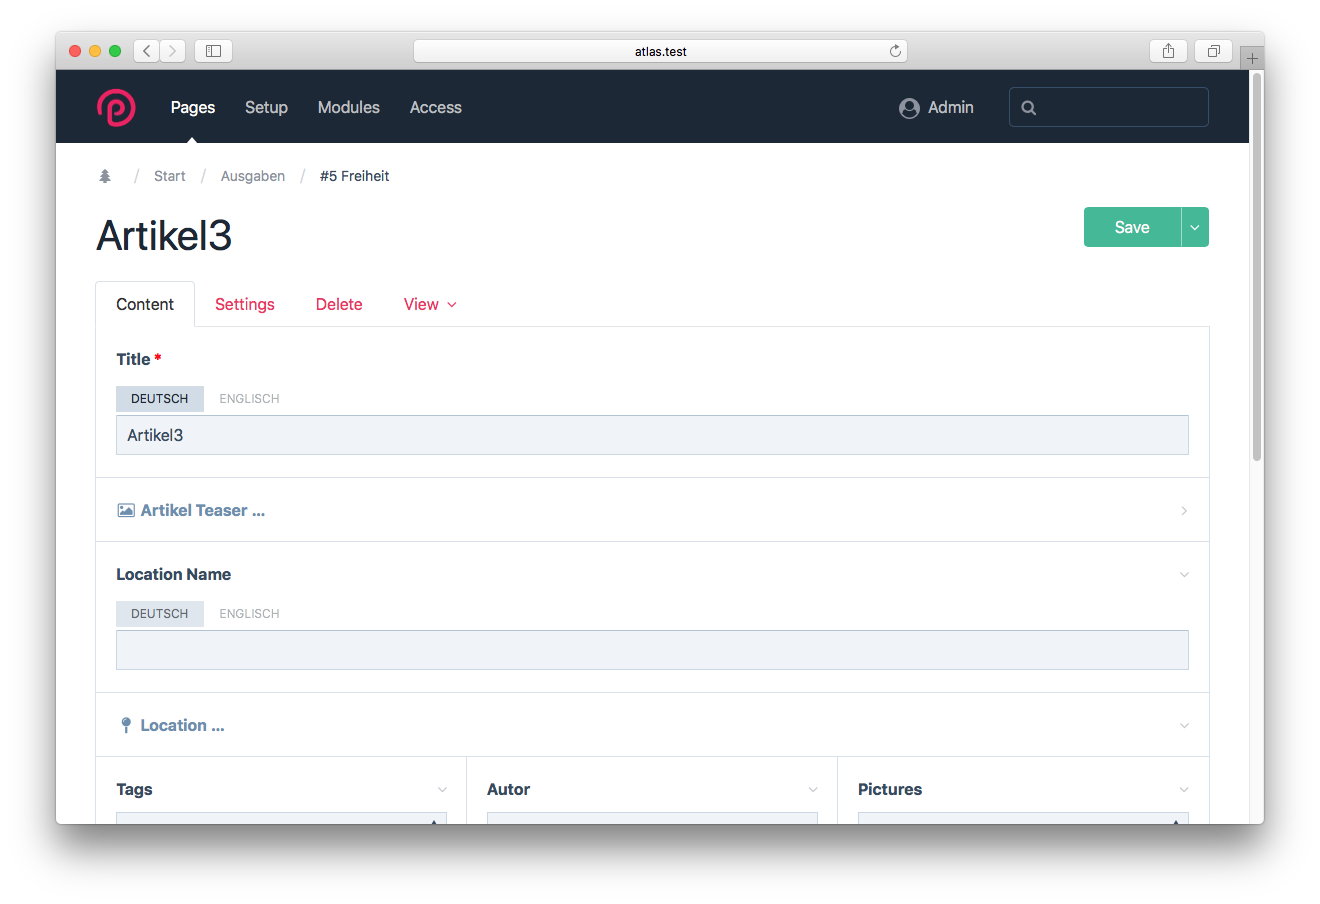 atlas.test
Pages Setup Modules Access Admin
/ Start / Ausgaben / #5 Freiheit
Artikel3
Save
Content Settings Delete View
Title *
DEUTSCH ENGLISCH
Artikel3
Artikel Teaser ...
Location Name
DEUTSCH ENGLISCH
Location ...
Tags Autor Pictures